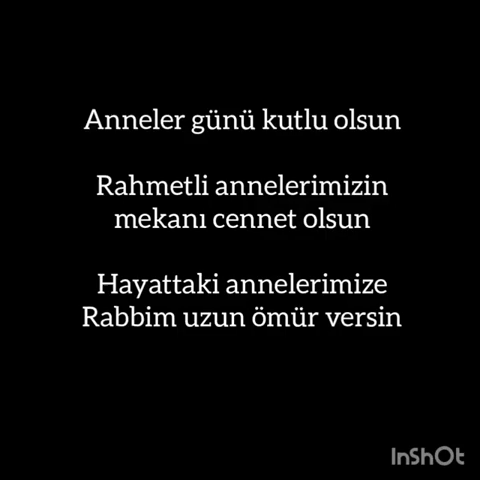 Anneler günü kutlu olsun
Rahmetli annelerimizin
mekanı cennet olsun
Hayattaki annelerimize
Rabbim uzun ömür versin
InShOt